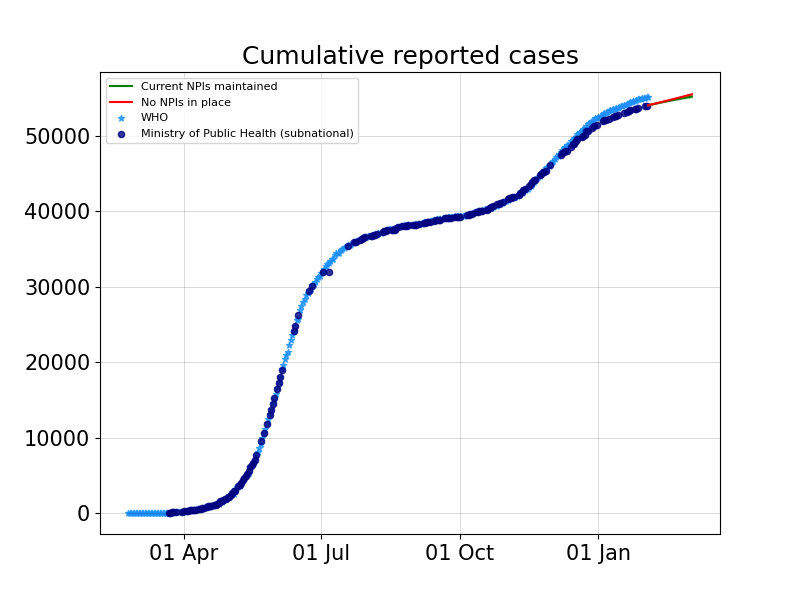 Cumulative reported cases
Current NPIs maintained
No NPIs in place
WHO
Ministry of Public Health (subnational)
50000
40000
30000
20000
10000
0
01 Apr
01 Jul
01 Oct
01 Jan